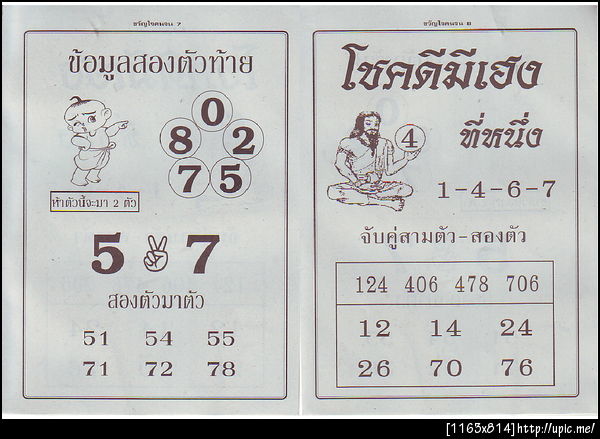 ขวัญใจคนจน 7
ข้อมูลสองตัวท้าย
0
8 2
7 5
ห้าตัวนี้จะมา 2 ตัว
5 7
สองตัวมาตัว
51 54 55
71 72 78
ขวัญใจคนจน 8
โชคดีมีเฮง
ที่หนึ่ง
4
1-4-6-7
จับคู่สามตัว-สองตัว
124 406 478 706
12 14 24
26 70 76
[1163x814]http://upic.me/